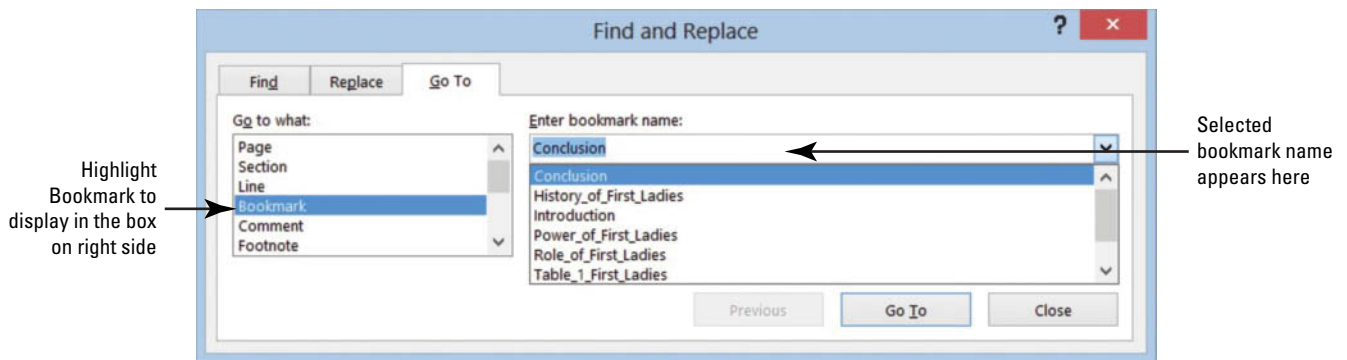 Find and Replace
?
Find
Replace
Go To
Go to what:
Page
Section
Line
Bookmark
Comment
Footnote
Enter bookmark name:
Conclusion
Conclusion
History_of_First_Ladies
Introduction
Power_of_First_Ladies
Role_of_First_Ladies
Table_1_First_Ladies
Previous
Go To
Close
Highlight
Bookmark to
display in the box
on right side
Selected
bookmark name
appears here